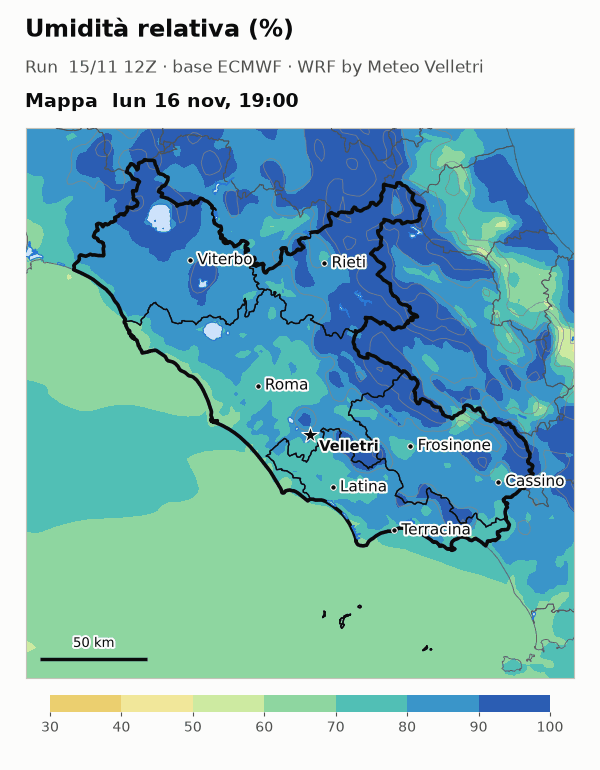 Umidità relativa (%)
Run  15/11 12Z · base ECMWF · WRF by Meteo Velletri
Mappa  lun 16 nov, 19:00
Viterbo
Rieti
Roma
Velletri
Frosinone
Cassino
Latina
Terracina
50 km
30 40 50 60 70 80 90 100